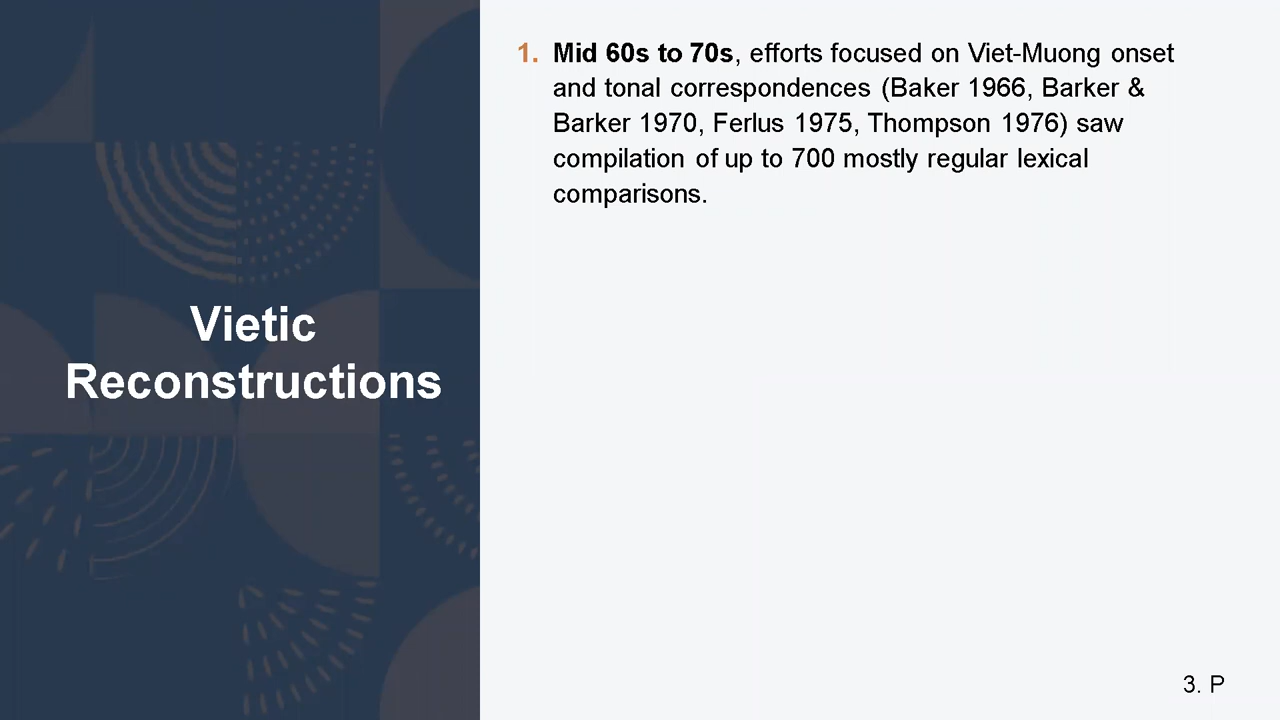 Vietic
Reconstructions
1. Mid 60s to 70s, efforts focused on Viet-Muong onset
and tonal correspondences (Baker 1966, Barker &
Barker 1970, Ferlus 1975, Thompson 1976) saw
compilation of up to 700 mostly regular lexical
comparisons.
3. P